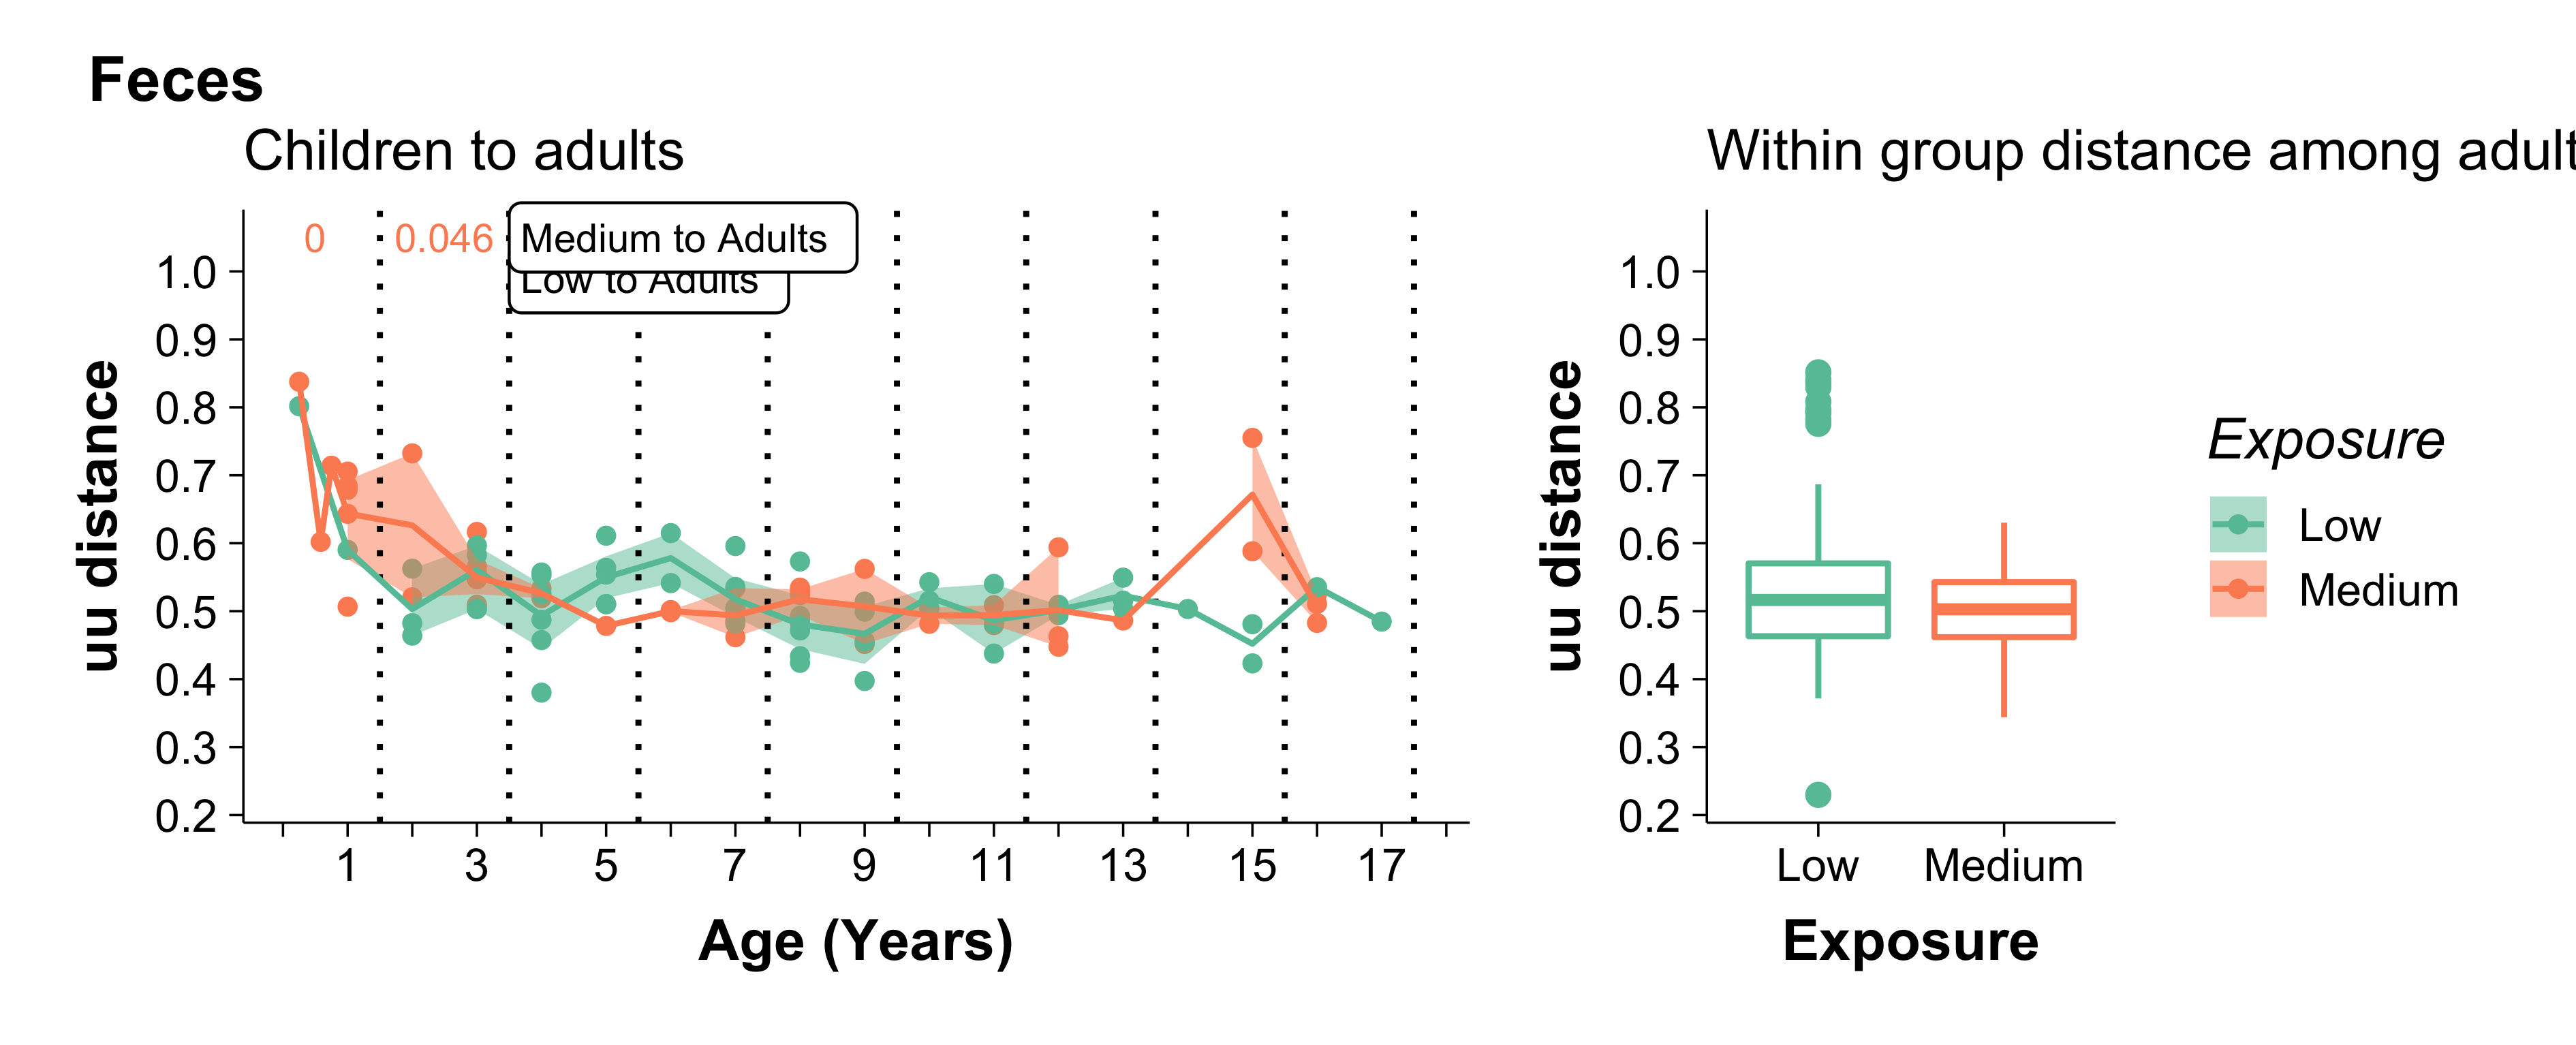 Feces
Children to adults
0 0.046 Medium to Adults
Low to Adults
1.0
0.9
0.8
0.7
0.6
0.5
0.4
0.3
0.2
uu distance
1 3 5 7 9 11 13 15 17
Age (Years)
Within group distance among adult
1.0
0.9
0.8
0.7
0.6
0.5
0.4
0.3
0.2
uu distance
Low Medium
Exposure
Exposure
Low
Medium